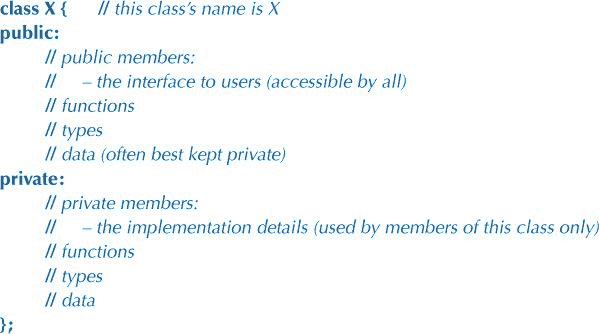 class X {  // this class’s name is X
public:
// public members:
//  – the interface to users (accessible by all)
// functions
// types
// data (often best kept private)
private:
// private members:
//  – the implementation details (used by members of this class only)
// functions
// types
// data
};